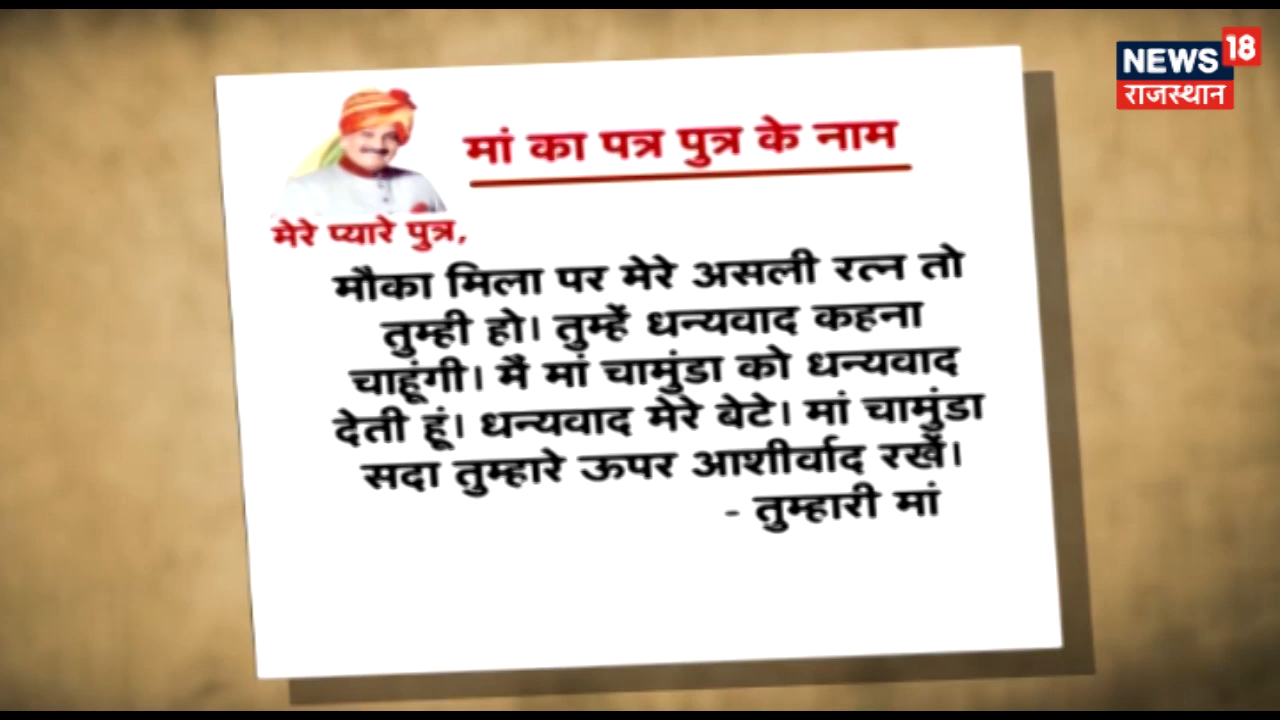 NEWS 18
राजस्थान
मां का पत्र पुत्र के नाम
मेरे प्यारे पुत्र,
मौका मिला पर मेरे असली रत्न तो
तुम्ही हो। तुम्हें धन्यवाद कहना
चाहूंगी। मैं मां चामुंडा को धन्यवाद
देती हूं। धन्यवाद मेरे बेटे। मां चामुंडा
सदा तुम्हारे ऊपर आशीर्वाद रखें।
- तुम्हारी मां